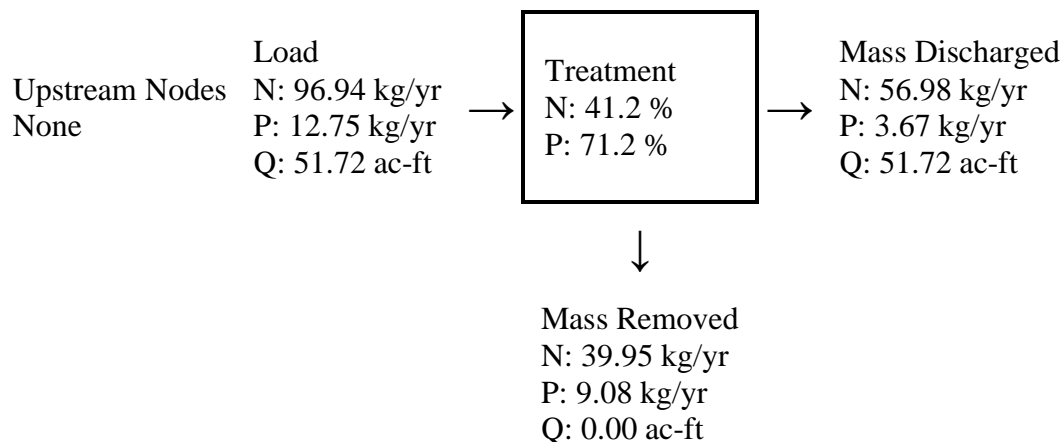 Upstream Nodes
None
Load
N: 96.94 kg/yr
P: 12.75 kg/yr
Q: 51.72 ac-ft
→
Treatment
N: 41.2 %
P: 71.2 %
→
Mass Discharged
N: 56.98 kg/yr
P: 3.67 kg/yr
Q: 51.72 ac-ft
↓
Mass Removed
N: 39.95 kg/yr
P: 9.08 kg/yr
Q: 0.00 ac-ft